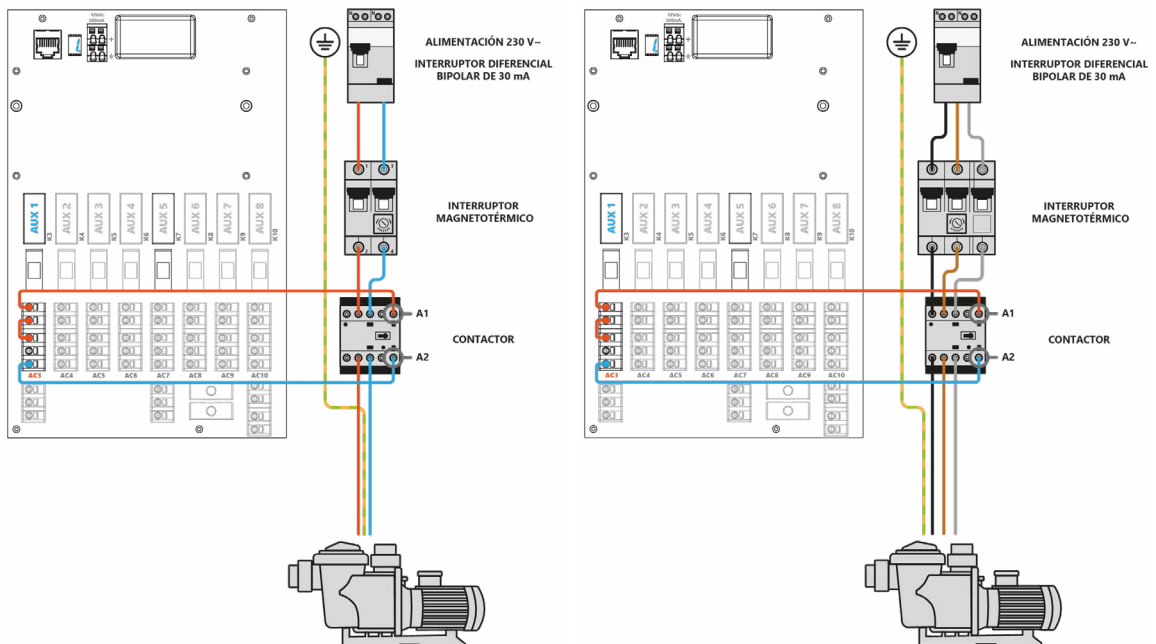 12Vdc
500mA
ALIMENTACIÓN 230 V~
INTERRUPTOR DIFERENCIAL
BIPOLAR DE 30 mA
AUX 1
K3
AUX 2
K4
AUX 3
K5
AUX 4
K6
AUX 5
K7
AUX 6
K8
AUX 7
K9
AUX 8
K10
INTERRUPTOR
MAGNETOTÉRMICO
A1
CONTACTOR
A2
AC3
AC4
AC5
AC6
AC7
AC8
AC9
AC10
12Vdc
500mA
ALIMENTACIÓN 230 V~
INTERRUPTOR DIFERENCIAL
BIPOLAR DE 30 mA
AUX 1
K3
AUX 2
K4
AUX 3
K5
AUX 4
K6
AUX 5
K7
AUX 6
K8
AUX 7
K9
AUX 8
K10
INTERRUPTOR
MAGNETOTÉRMICO
A1
CONTACTOR
A2
AC3
AC4
AC5
AC6
AC7
AC8
AC9
AC10